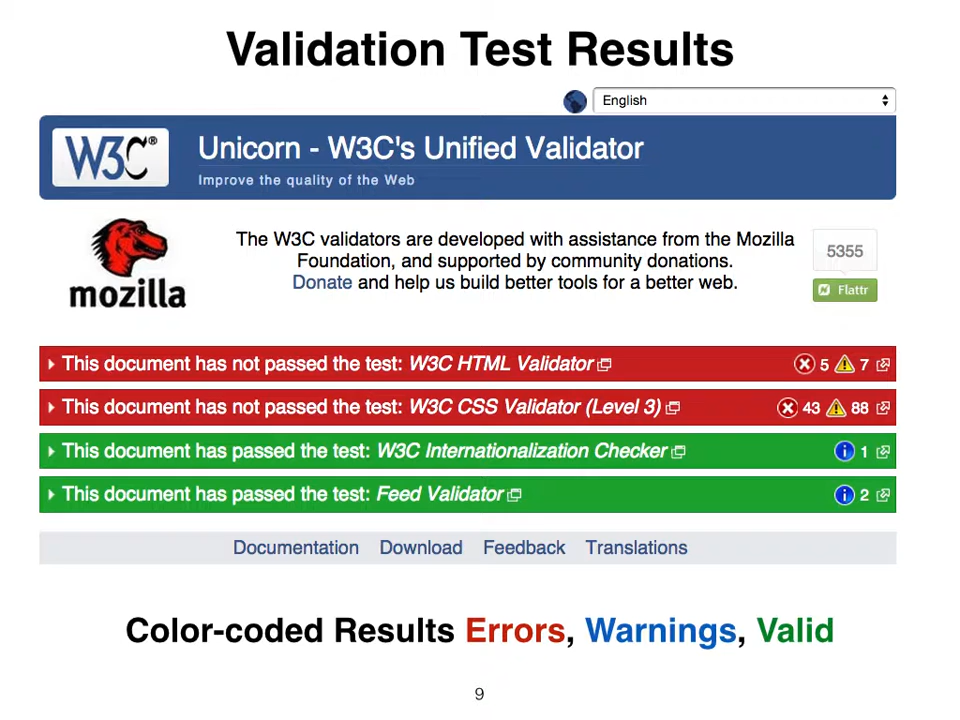 Validation Test Results
English
W3C®
Unicorn - W3C's Unified Validator
Improve the quality of the Web
mozilla
The W3C validators are developed with assistance from the Mozilla
Foundation, and supported by community donations.
Donate and help us build better tools for a better web.
5355
Flattr
This document has not passed the test: W3C HTML Validator 5 7
This document has not passed the test: W3C CSS Validator (Level 3) 43 88
This document has passed the test: W3C Internationalization Checker i 1
This document has passed the test: Feed Validator i 2
Documentation Download Feedback Translations
Color-coded Results Errors, Warnings, Valid
9